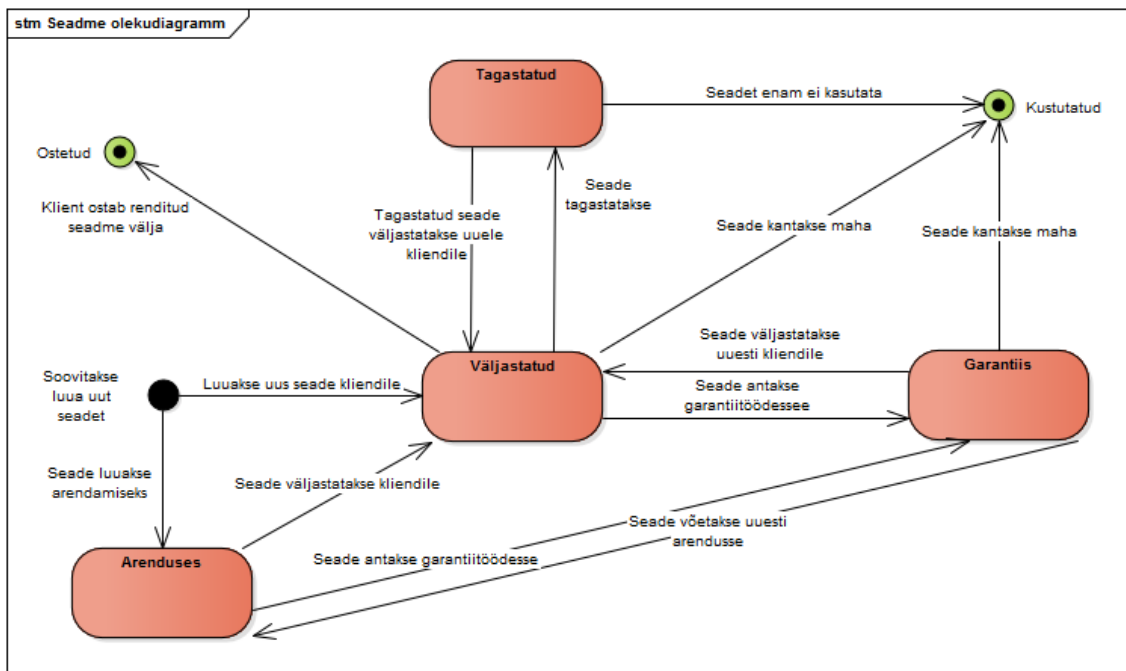 stm Seadme olekudiagramm
Tagastatud
Seadet enam ei kasutata
Kustutatud
Ostetud
Seade
tagastatakse
Klient ostab renditud
seadme välja
Tagastatud seade
väljastatakse uuele
kliendile
Seade kantakse maha
Seade kantakse maha
Väljastatud
Seade väljastatakse
uuesti kliendile
Garantiis
Soovitakse
luua uut
seadet
Luuakse uus seade kliendile
Seade antakse
garantiitöödessee
Seade luuakse
arendamiseks
Seade väljastatakse kliendile
Seade võetakse uuesti
arendusse
Arenduses
Seade antakse garantiitöödesse